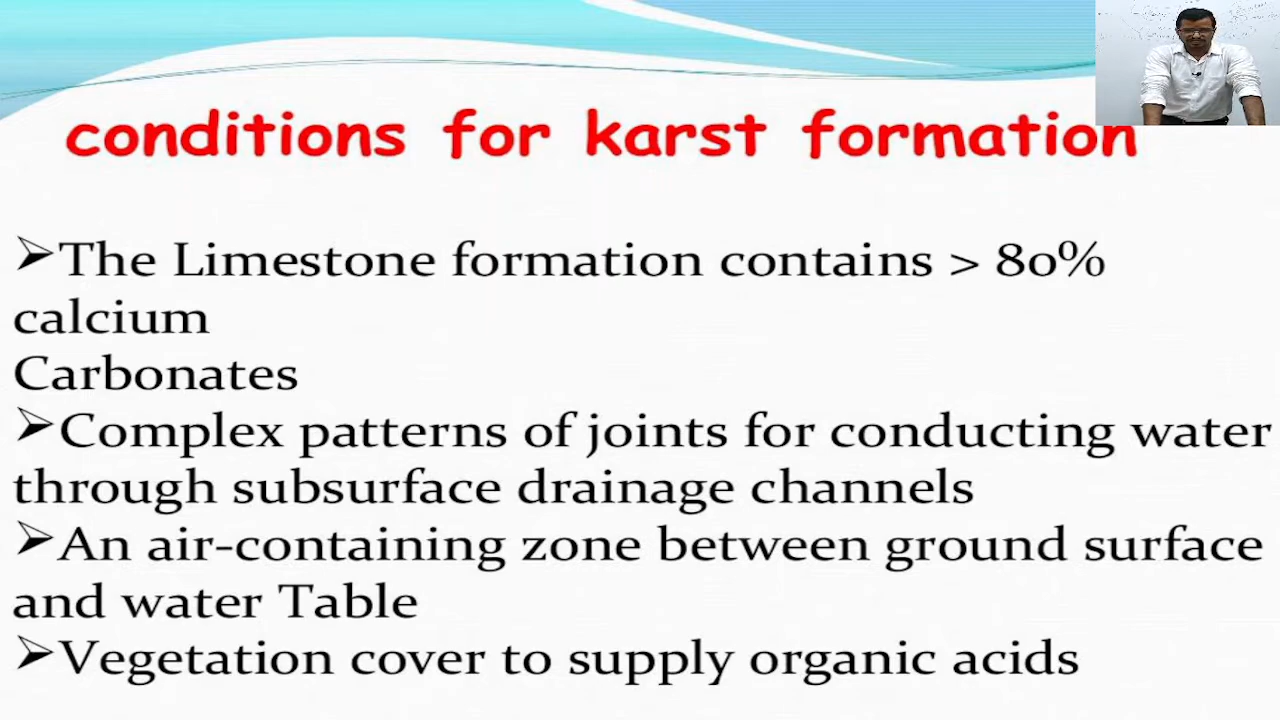 conditions for karst formation
➢The Limestone formation contains > 80%
calcium
Carbonates
➢Complex patterns of joints for conducting water
through subsurface drainage channels
➢An air-containing zone between ground surface
and water Table
➢Vegetation cover to supply organic acids